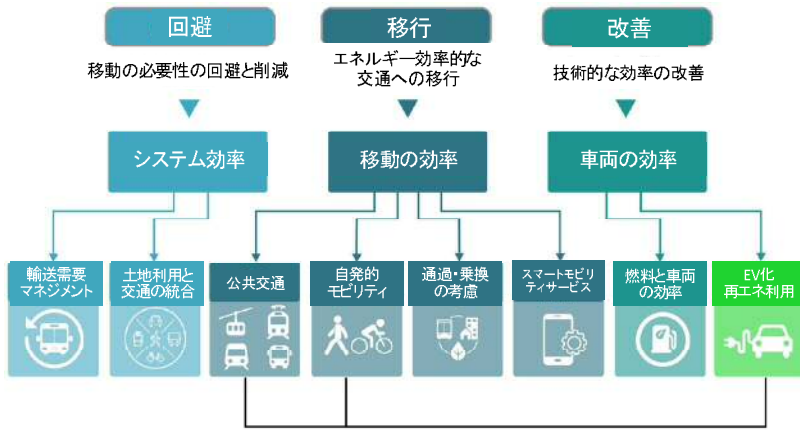 回避
移行
改善
移動の必要性の回避と削減
エネルギー効率的な
交通への移行
技術的な効率の改善
システム効率
移動の効率
車両の効率
輸送需要
マネジメント
土地利用と
交通の統合
公共交通
自発的
モビリティ
通過・乗換
の考慮
スマートモビリ
ティサービス
燃料と車両
の効率
EV化
再エネ利用